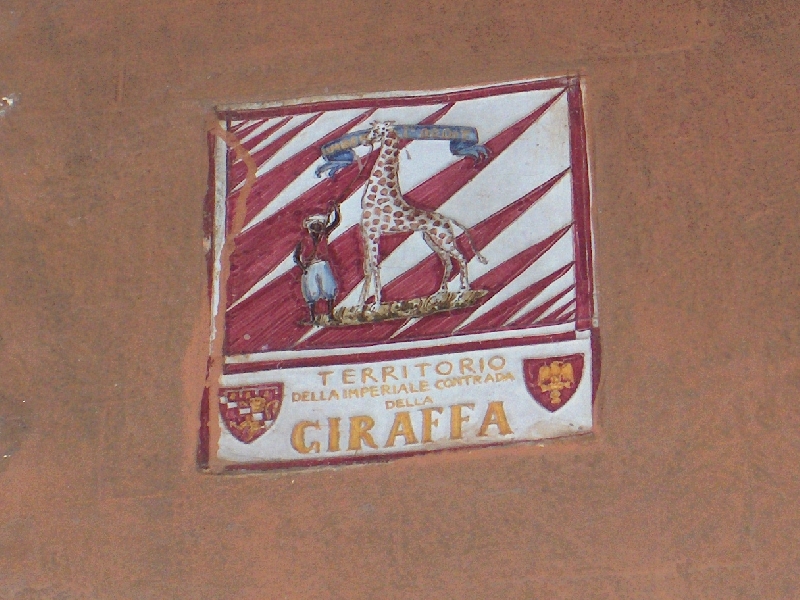 TERRITORIO
DELLA IMPERIALE CONTRADA
DELLA
GIRAFFA